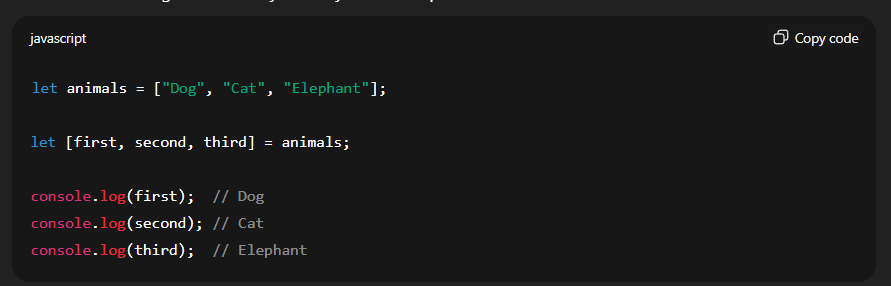 javascript
Copy code
let animals = ["Dog", "Cat", "Elephant"];
let [first, second, third] = animals;
console.log(first);  // Dog
console.log(second); // Cat
console.log(third);  // Elephant